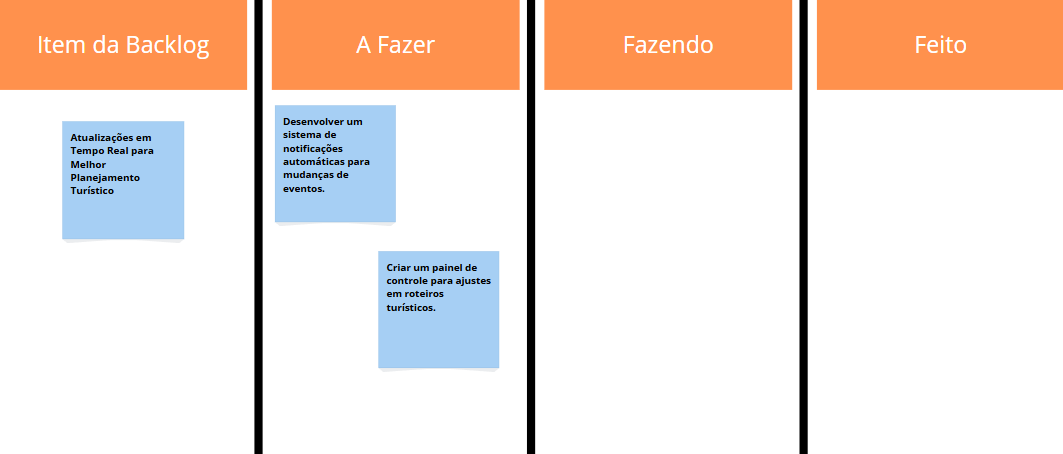 Item da Backlog
A Fazer
Fazendo
Feito
Atualizações em
Tempo Real para
Melhor
Planejamento
Turístico
Desenvolver um
sistema de
notificações
automáticas para
mudanças de
eventos.
Criar um painel de
controle para ajustes
em roteiros
turísticos.